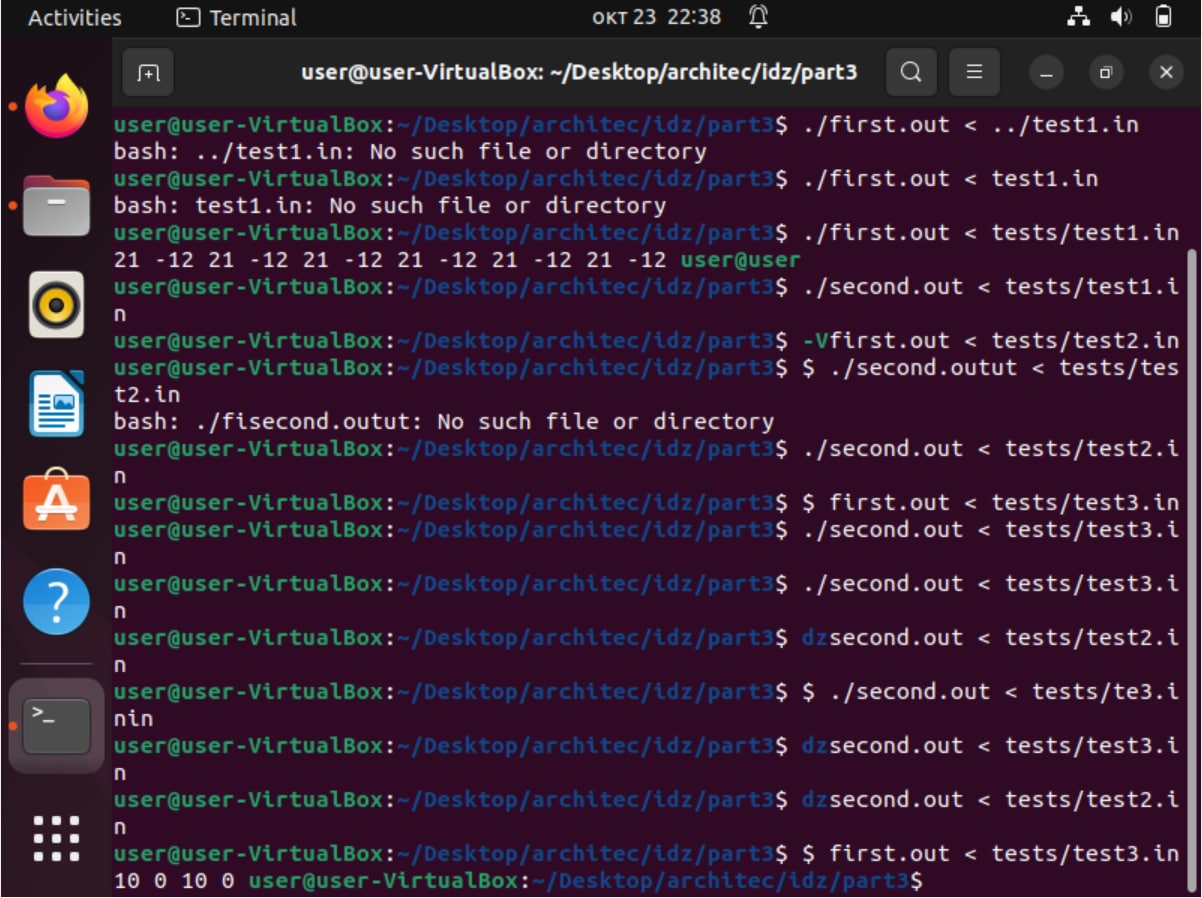 Activities Terminal окт 23 22:38
user@user-VirtualBox: ~/Desktop/architec/idz/part3
user@user-VirtualBox:~/Desktop/architec/idz/part3$ ./first.out < ../test1.in
bash: ../test1.in: No such file or directory
user@user-VirtualBox:~/Desktop/architec/idz/part3$ ./first.out < test1.in
bash: test1.in: No such file or directory
user@user-VirtualBox:~/Desktop/architec/idz/part3$ ./first.out < tests/test1.in
21 -12 21 -12 21 -12 21 -12 21 -12 21 -12 user@user
user@user-VirtualBox:~/Desktop/architec/idz/part3$ ./second.out < tests/test1.i
n
user@user-VirtualBox:~/Desktop/architec/idz/part3$ -Vfirst.out < tests/test2.in
user@user-VirtualBox:~/Desktop/architec/idz/part3$ $ ./second.outut < tests/tes
t2.in
bash: ./fisecond.outut: No such file or directory
user@user-VirtualBox:~/Desktop/architec/idz/part3$ ./second.out < tests/test2.i
n
user@user-VirtualBox:~/Desktop/architec/idz/part3$ $ first.out < tests/test3.in
user@user-VirtualBox:~/Desktop/architec/idz/part3$ ./second.out < tests/test3.i
n
user@user-VirtualBox:~/Desktop/architec/idz/part3$ ./second.out < tests/test3.i
n
user@user-VirtualBox:~/Desktop/architec/idz/part3$ dzsecond.out < tests/test2.i
n
user@user-VirtualBox:~/Desktop/architec/idz/part3$ $ ./second.out < tests/te3.i
nin
user@user-VirtualBox:~/Desktop/architec/idz/part3$ dzsecond.out < tests/test3.i
n
user@user-VirtualBox:~/Desktop/architec/idz/part3$ dzsecond.out < tests/test2.i
n
user@user-VirtualBox:~/Desktop/architec/idz/part3$ $ first.out < tests/test3.in
10 0 10 0 user@user-VirtualBox:~/Desktop/architec/idz/part3$